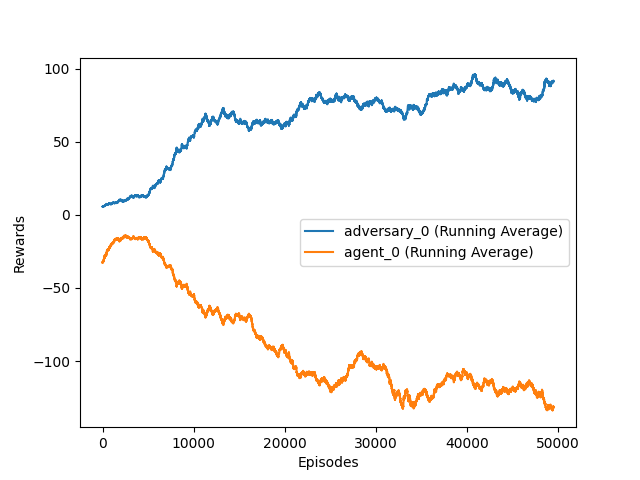 100
50
0
−50
−100
Rewards
adversary_0 (Running Average)
agent_0 (Running Average)
0 10000 20000 30000 40000 50000
Episodes